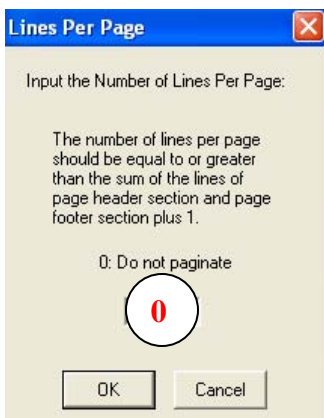 Lines Per Page
Input the Number of Lines Per Page:
The number of lines per page
should be equal to or greater
than the sum of the lines of
page header section and page
footer section plus 1.
0: Do not paginate
0
OK
Cancel